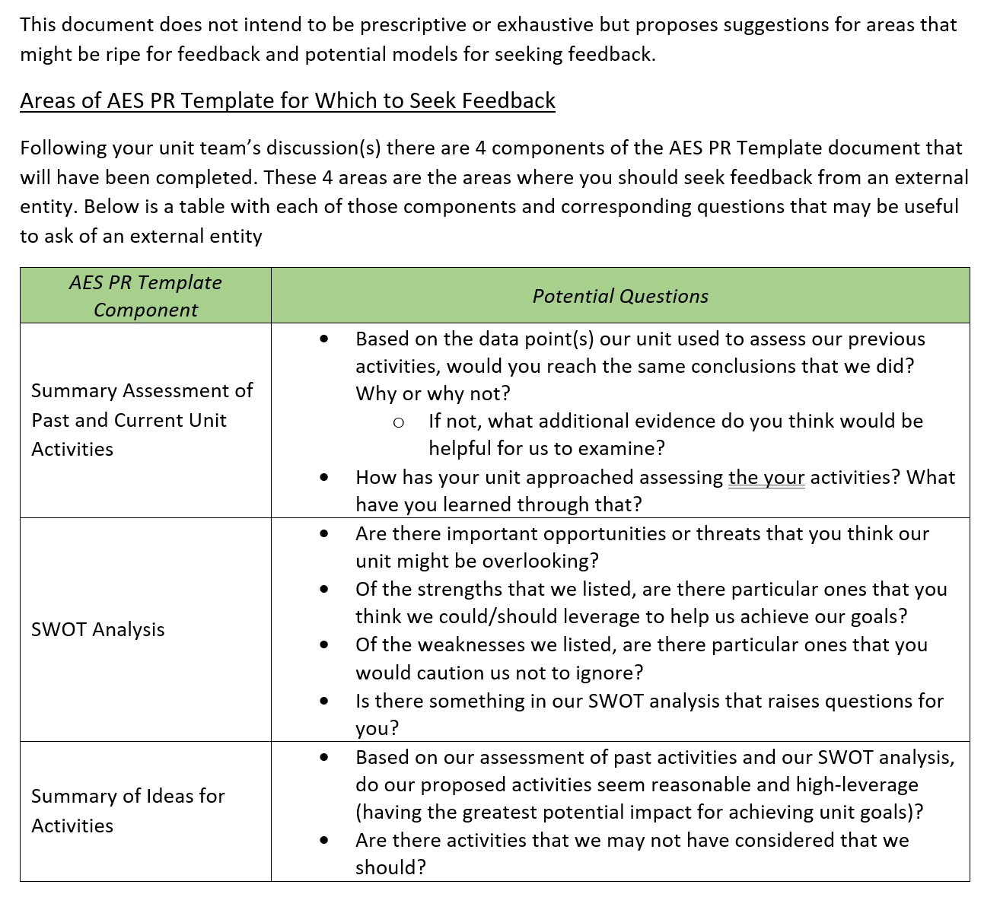 This document does not intend to be prescriptive or exhaustive but proposes suggestions for areas that
might be ripe for feedback and potential models for seeking feedback.
Areas of AES PR Template for Which to Seek Feedback
Following your unit team’s discussion(s) there are 4 components of the AES PR Template document that
will have been completed. These 4 areas are the areas where you should seek feedback from an external
entity. Below is a table with each of those components and corresponding questions that may be useful
to ask of an external entity
AES PR Template
Component
Potential Questions
Summary Assessment of
Past and Current Unit
Activities
• Based on the data point(s) our unit used to assess our previous
activities, would you reach the same conclusions that we did?
Why or why not?
o If not, what additional evidence do you think would be
helpful for us to examine?
• How has your unit approached assessing the your activities? What
have you learned through that?
SWOT Analysis
• Are there important opportunities or threats that you think our
unit might be overlooking?
• Of the strengths that we listed, are there particular ones that you
think we could/should leverage to help us achieve our goals?
• Of the weaknesses we listed, are there particular ones that you
would caution us not to ignore?
• Is there something in our SWOT analysis that raises questions for
you?
Summary of Ideas for
Activities
• Based on our assessment of past activities and our SWOT analysis,
do our proposed activities seem reasonable and high-leverage
(having the greatest potential impact for achieving unit goals)?
• Are there activities that we may not have considered that we
should?